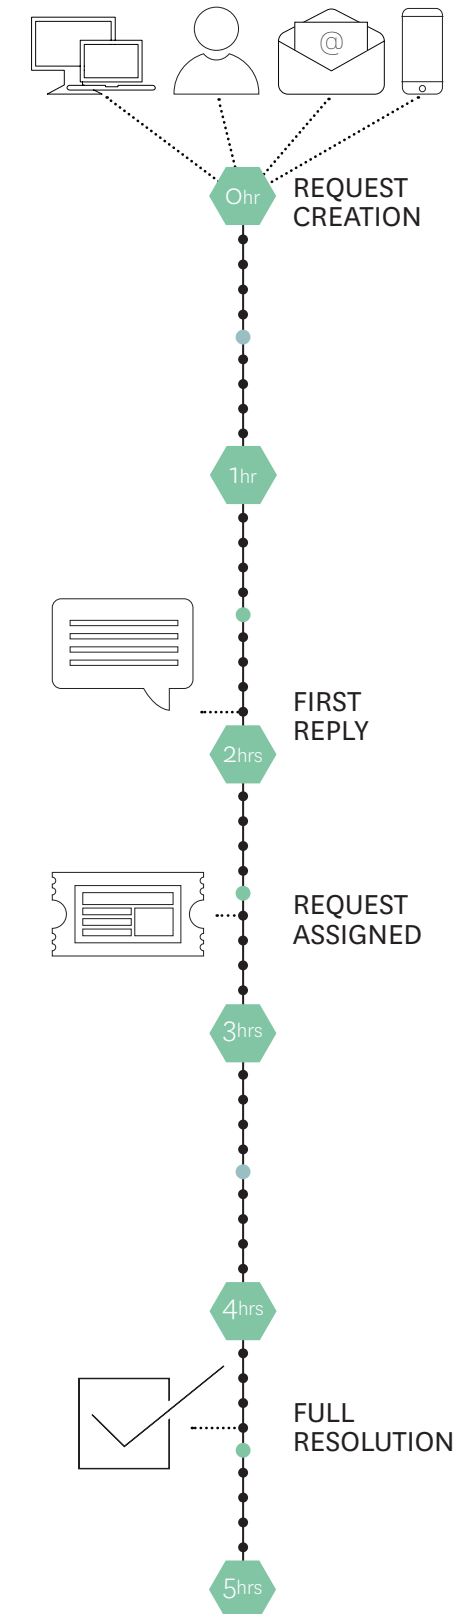 @
0hr
REQUEST
CREATION
1hr
FIRST
REPLY
2hrs
REQUEST
ASSIGNED
3hrs
4hrs
FULL
RESOLUTION
5hrs